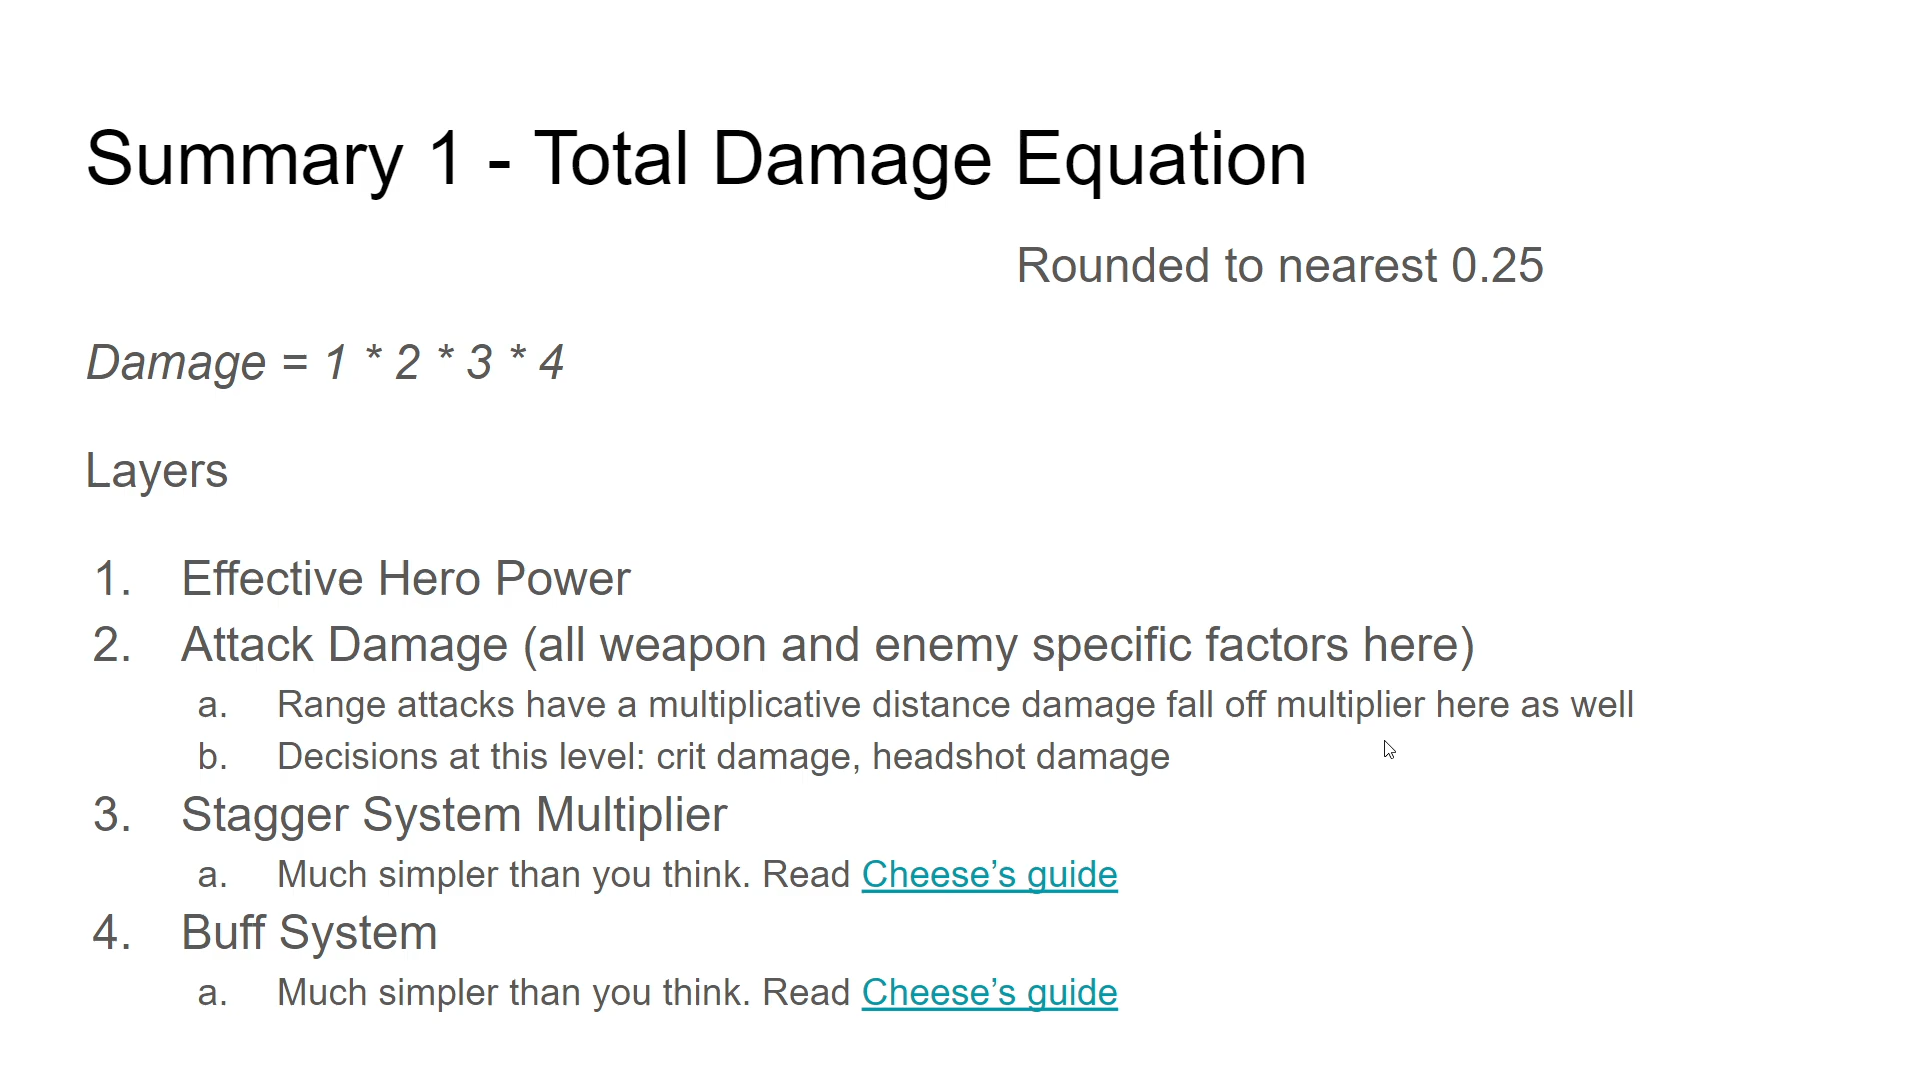 Summary 1 - Total Damage Equation
Rounded to nearest 0.25
Damage = 1 * 2 * 3 * 4
Layers
1. Effective Hero Power
2. Attack Damage (all weapon and enemy specific factors here)
a. Range attacks have a multiplicative distance damage fall off multiplier here as well
b. Decisions at this level: crit damage, headshot damage
3. Stagger System Multiplier
a. Much simpler than you think. Read Cheese’s guide
4. Buff System
a. Much simpler than you think. Read Cheese’s guide